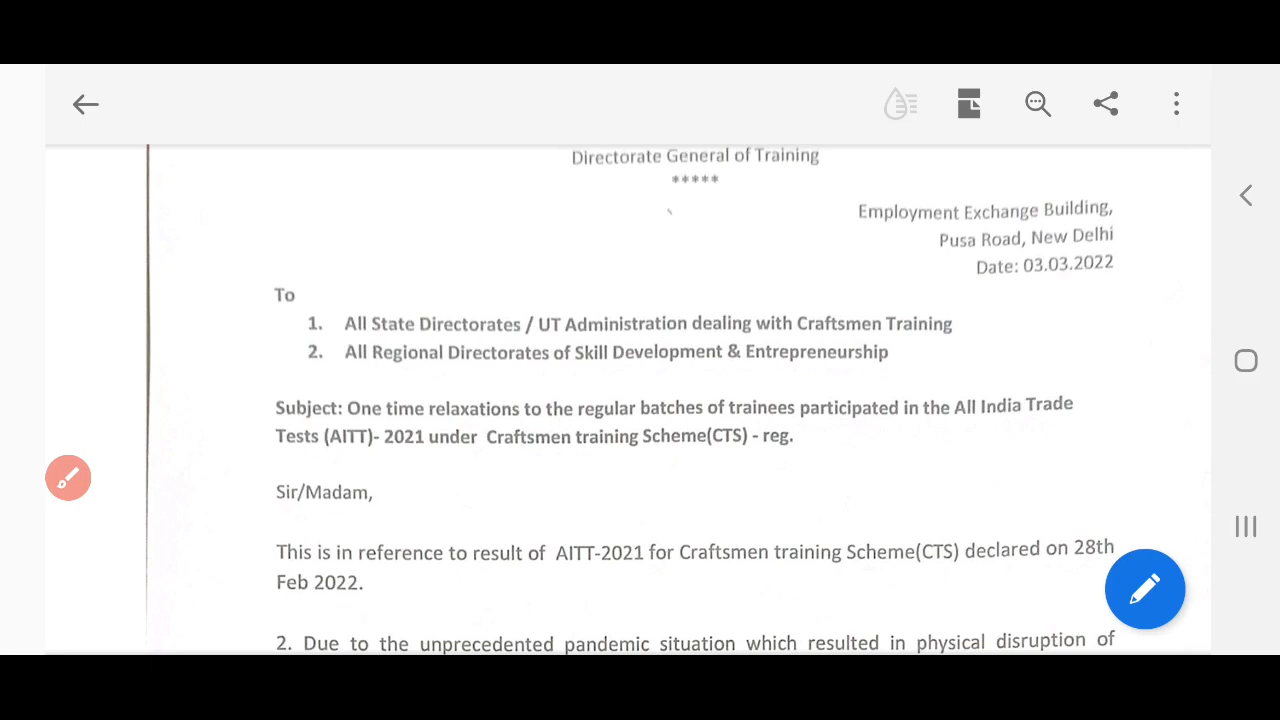 Directorate General of Training
*****
Employment Exchange Building,
Pusa Road, New Delhi
Date: 03.03.2022
To
1. All State Directorates / UT Administration dealing with Craftsmen Training
2. All Regional Directorates of Skill Development & Entrepreneurship
Subject: One time relaxations to the regular batches of trainees participated in the All India Trade
Tests (AITT)- 2021 under Craftsmen training Scheme(CTS) - reg.
Sir/Madam,
This is in reference to result of AITT-2021 for Craftsmen training Scheme(CTS) declared on 28th
Feb 2022.
2. Due to the unprecedented pandemic situation which resulted in physical disruption of